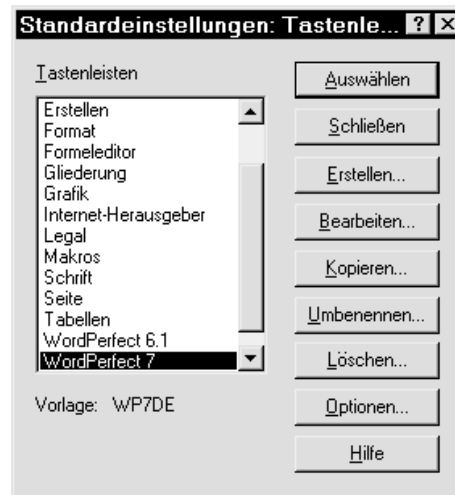 Standardeinstellungen: Tastenle... ? ×
Tastenleisten
Erstellen
Format
Formeleditor
Gliederung
Grafik
Internet-Herausgeber
Legal
Makros
Schrift
Seite
Tabellen
WordPerfect 6.1
WordPerfect 7
Vorlage: WP7DE
Auswählen
Schließen
Erstellen...
Bearbeiten...
Kopieren...
Umbenennen...
Löschen...
Optionen...
Hilfe